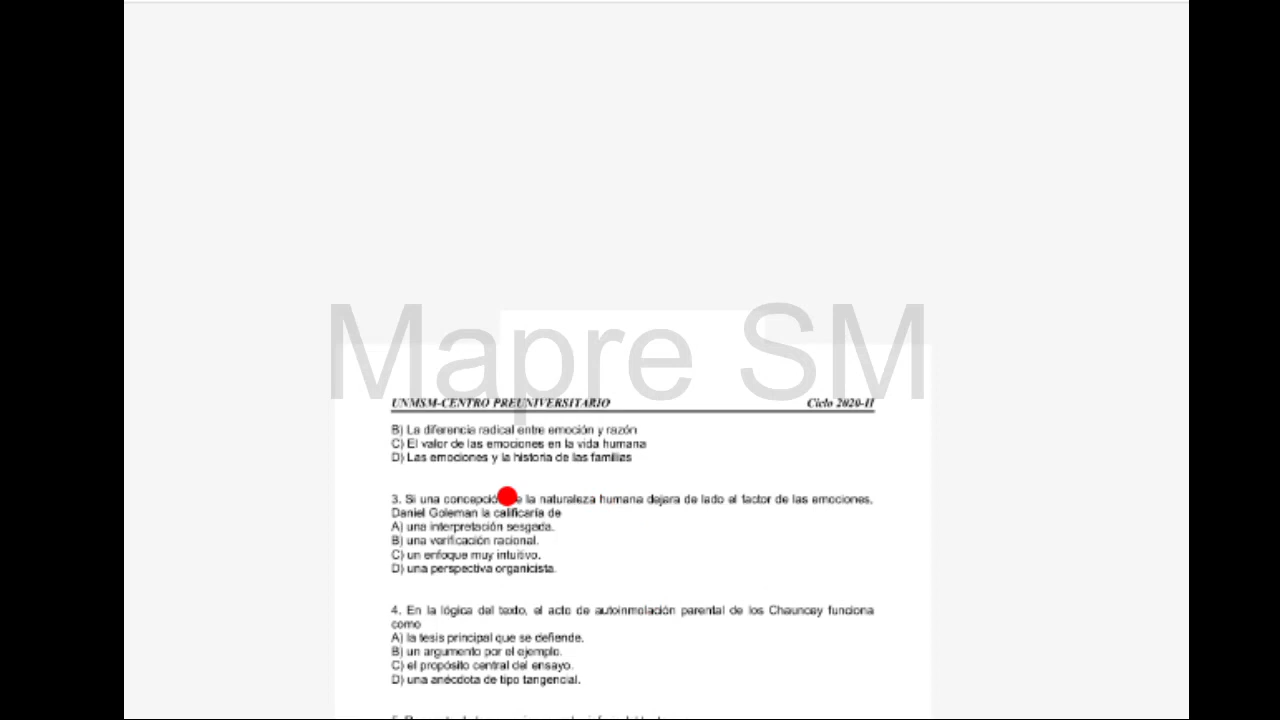 Mapre SM
UNMSM-CENTRO PREUNIVERSITARIO Ciclo 2020-II
B) La diferencia radical entre emoción y razón
C) El valor de las emociones en la vida humana
D) Las emociones y la historia de las familias
3. Si una concepción la naturaleza humana dejara de lado el factor de las emociones,
Daniel Goleman la calificaría de
A) una interpretación sesgada.
B) una verificación racional.
C) un enfoque muy intuitivo.
D) una perspectiva organicista.
4. En la lógica del texto, el acto de autoinmolación parental de los Chauncey funciona
como
A) la tesis principal que se defiende.
B) un argumento por el ejemplo.
C) el propósito central del ensayo.
D) una anécdota de tipo tangencial.